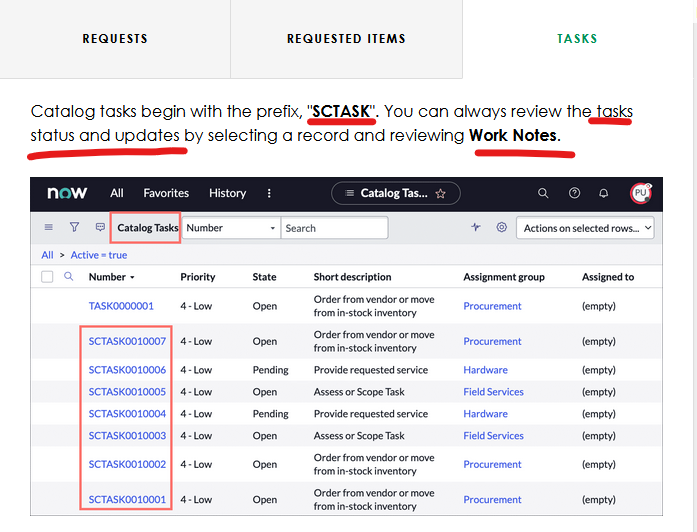 REQUESTS REQUESTED ITEMS TASKS
Catalog tasks begin with the prefix, "SCTASK". You can always review the tasks
status and updates by selecting a record and reviewing Work Notes.
now All Favorites History Catalog Tas... PU
Catalog Tasks Number Search Actions on selected rows...
All > Active = true
Number Priority State Short description Assignment group Assigned to
TASK0000001 4 - Low Open Order from vendor or move from in-stock inventory Procurement (empty)
SCTASK0010007 4 - Low Open Order from vendor or move from in-stock inventory Procurement (empty)
SCTASK0010006 4 - Low Pending Provide requested service Hardware (empty)
SCTASK0010005 4 - Low Open Assess or Scope Task Field Services (empty)
SCTASK0010004 4 - Low Pending Provide requested service Hardware (empty)
SCTASK0010003 4 - Low Open Assess or Scope Task Field Services (empty)
SCTASK0010002 4 - Low Open Order from vendor or move from in-stock inventory Procurement (empty)
SCTASK0010001 4 - Low Open Order from vendor or move from in-stock inventory Procurement (empty)